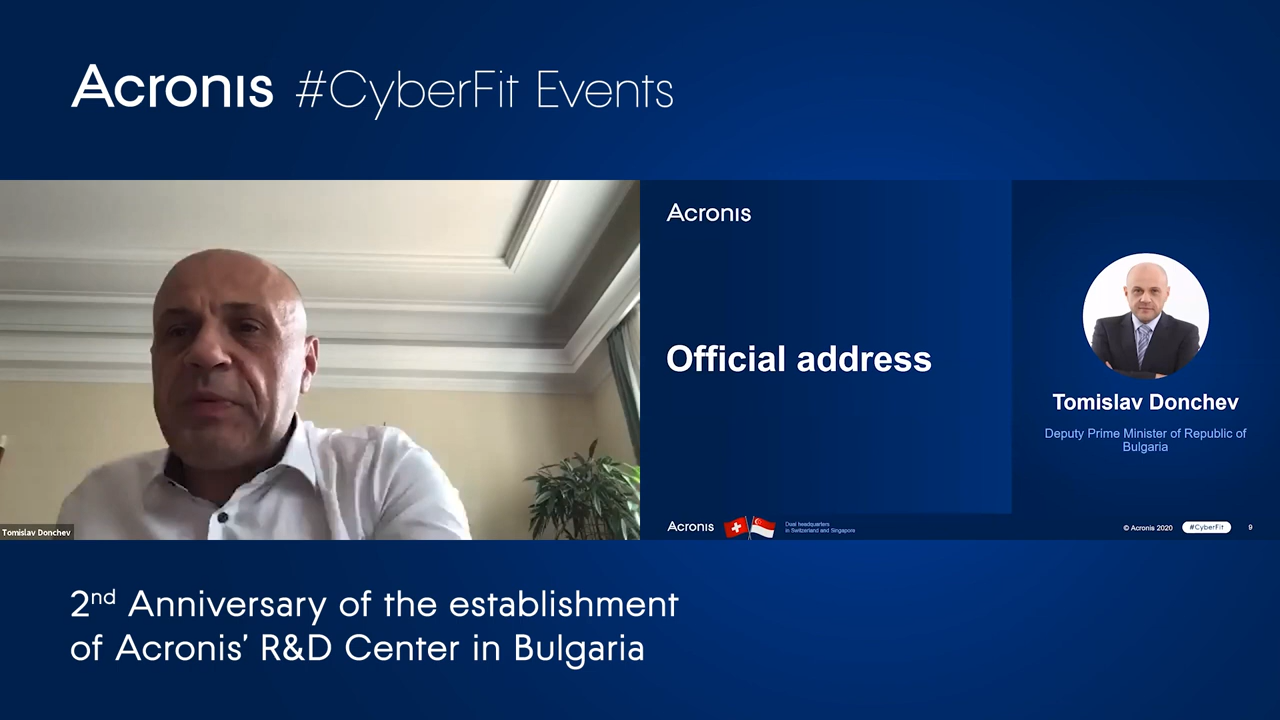 Acronis #CyberFit Events
Acronis
Official address
Tomislav Donchev
Deputy Prime Minister of Republic of
Bulgaria
Tomislav Donchev
Acronis
Dual headquarters
in Switzerland and Singapore
© Acronis 2020
#CyberFit
9
2nd Anniversary of the establishment
of Acronis' R&D Center in Bulgaria